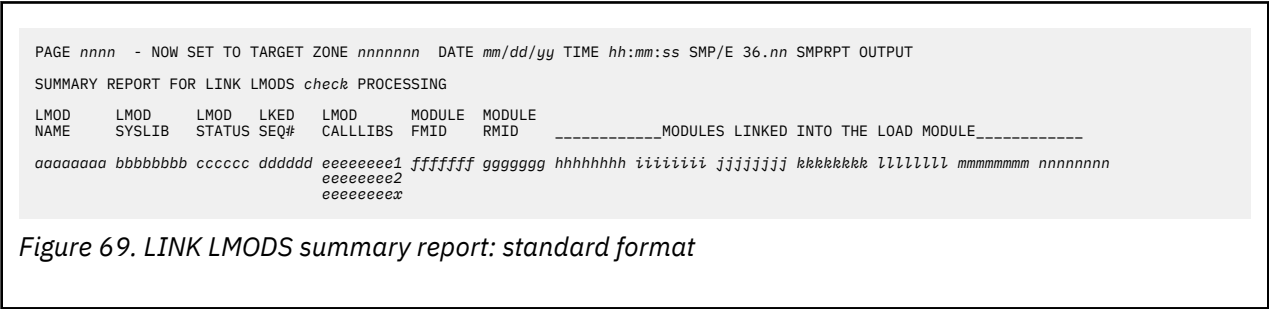 PAGE nnnn - NOW SET TO TARGET ZONE nnnnnnn DATE mm/dd/yy TIME hh:mm:ss SMP/E 36.nn SMPRPT OUTPUT
SUMMARY REPORT FOR LINK LMODS check PROCESSING
LMOD LMOD LMOD LKED LMOD MODULE MODULE
NAME SYSLIB STATUS SEQ# CALLLIBS FMID RMID ____________MODULES LINKED INTO THE LOAD MODULE____________
aaaaaaaa bbbbbbbb cccccc dddddd eeeeeeee1 fffffff ggggggg hhhhhhhh iiiiiiii jjjjjjjj kkkkkkkk llllllll mmmmmmmm nnnnnnnn
eeeeeeee2
eeeeeeeex
Figure 69. LINK LMODS summary report: standard format